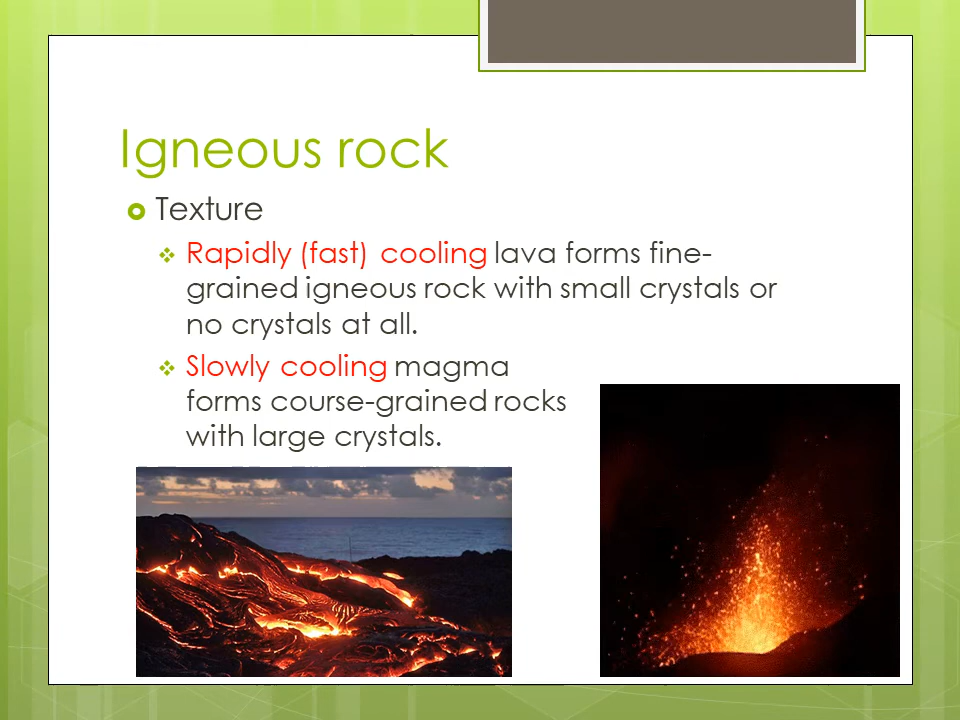 Igneous rock
Texture
Rapidly (fast) cooling lava forms fine-
grained igneous rock with small crystals or
no crystals at all.
Slowly cooling magma
forms course-grained rocks
with large crystals.